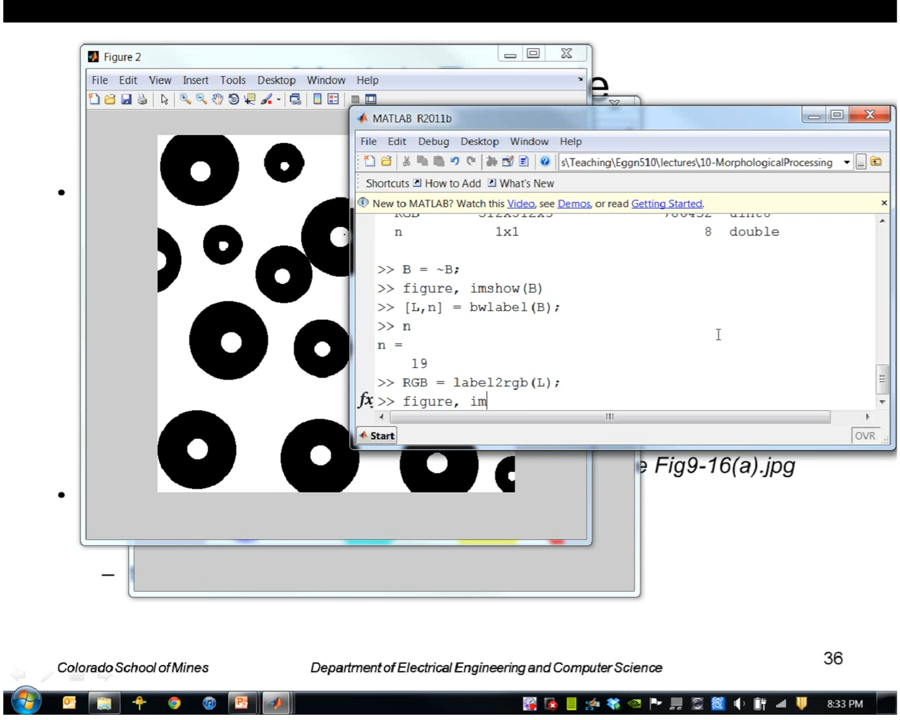 Figure 2
File Edit View Insert Tools Desktop Window Help
e
MATLAB R2011b
File Edit Debug Desktop Window Help
s\Teaching\Eggn510\lectures\10-MorphologicalProcessing
Shortcuts How to Add What's New
New to MATLAB? Watch this Video, see Demos, or read Getting Started.
n 1x1 8 double
>> B = ~B;
>> figure, imshow(B)
>> [L,n] = bwlabel(B);
>> n
n =
19
>> RGB = label2rgb(L);
fx >> figure, im
Start
OVR
e Fig9-16(a).jpg
Colorado School of Mines
Department of Electrical Engineering and Computer Science
36
8:33 PM